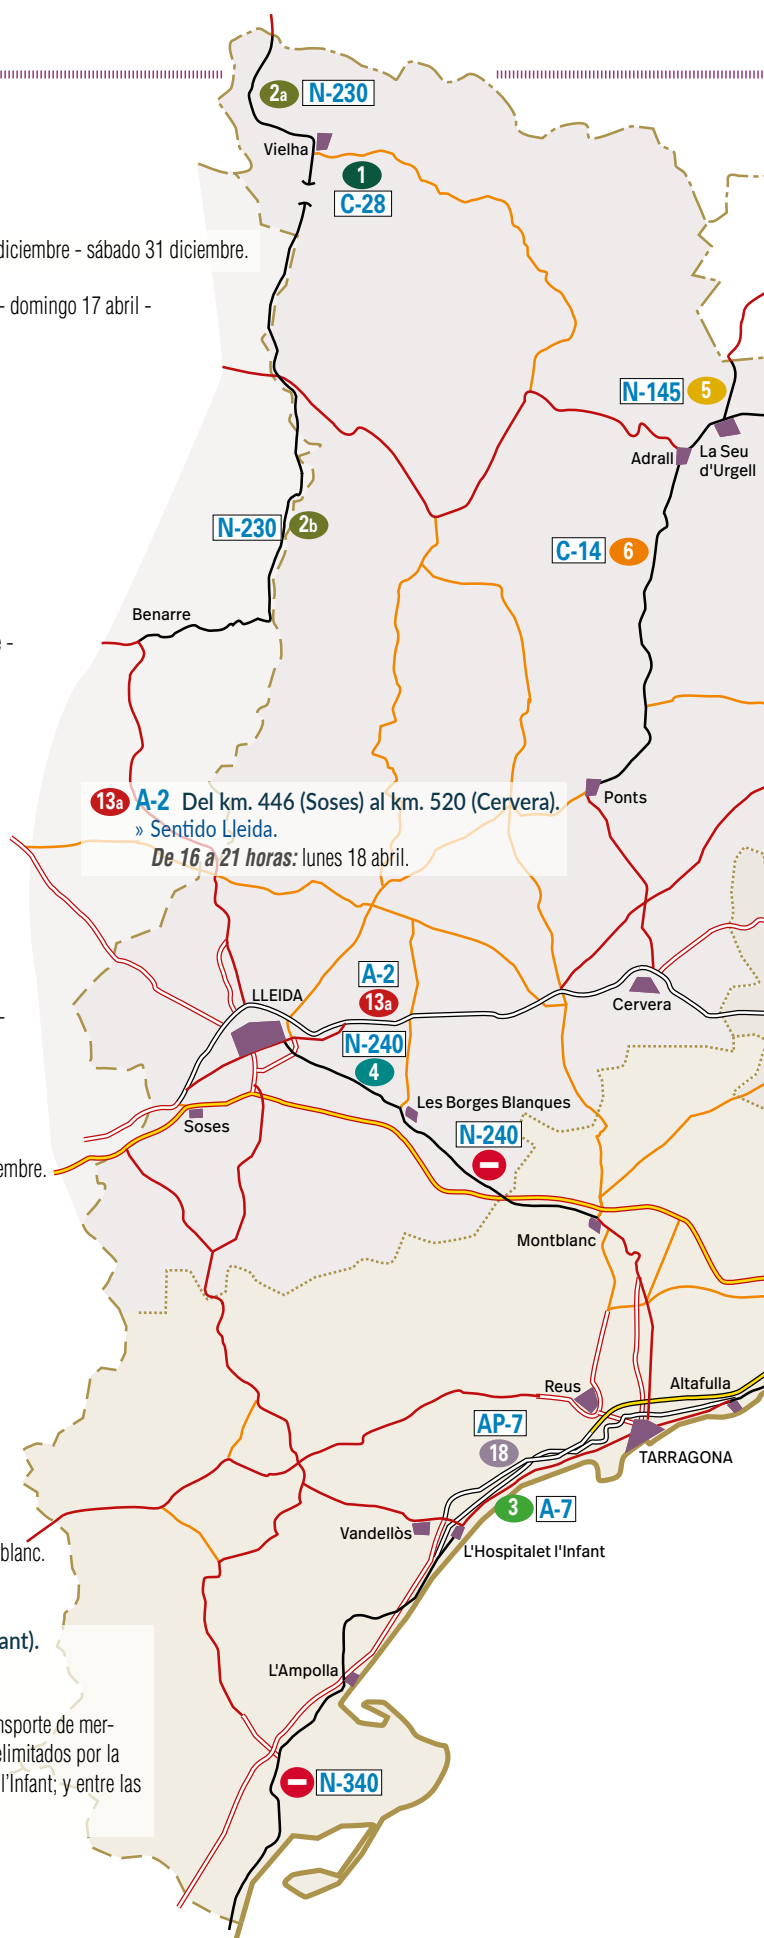 2a N-230
Vielha
1
C-28
diciembre - sábado 31 diciembre.
- domingo 17 abril -
N-145 5
Adrall
La Seu
d'Urgell
N-230 2b
C-14 6
Benarre
-
13a A-2 Del km. 446 (Soses) al km. 520 (Cervera).
» Sentido Lleida.
De 16 a 21 horas: lunes 18 abril.
Ponts
A-2
13a
LLEIDA
Cervera
-
N-240
4
Les Borges Blanques
Soses
N-240
embre.
Montblanc
Reus
Altafulla
AP-7
18
TARRAGONA
3 A-7
Vandellòs
L'Hospitalet l'Infant
blanc.
ant).
L'Ampolla
nsporte de mer-
elimitados por la
l'Infant; y entre las
N-340